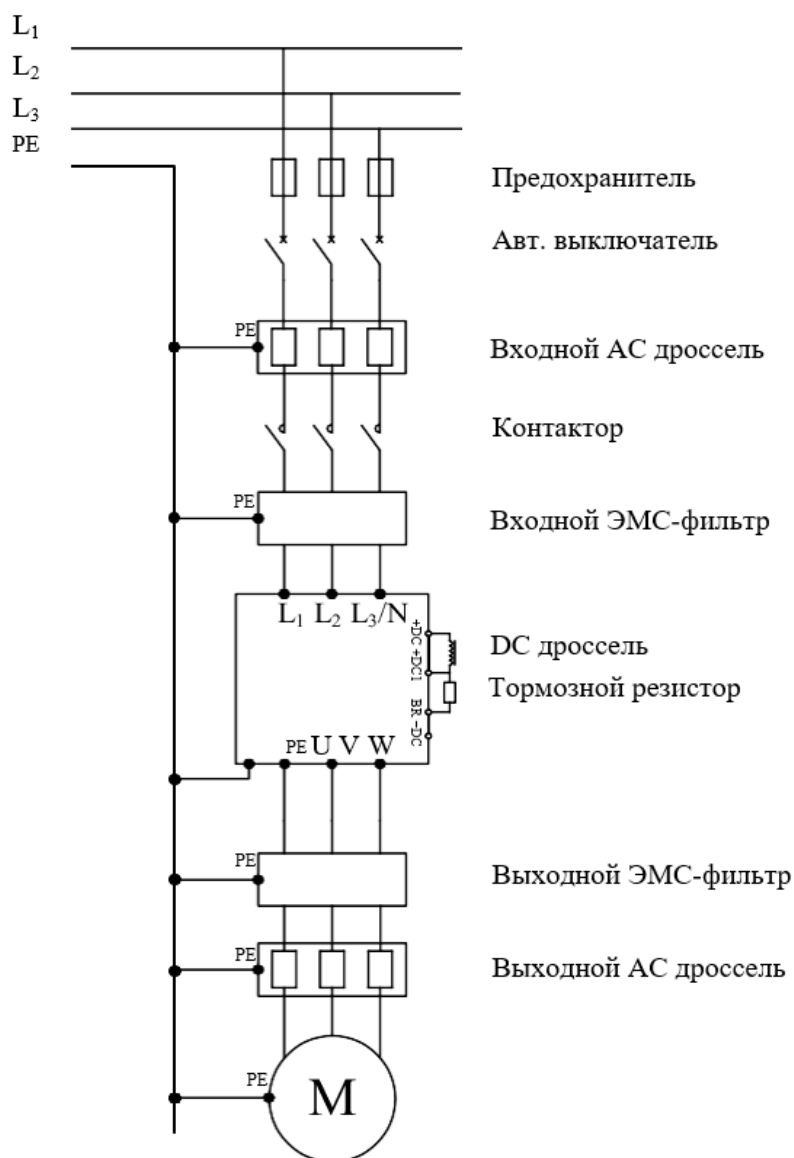 L1
L2
L3
PE
Предохранитель
Авт. выключатель
PE
Входной АС дроссель
Контактор
PE
Входной ЭМС-фильтр
L1 L2 L3/N
+DC +DC1
DC дроссель
Тормозной резистор
BR -DC
PE U V W
PE
Выходной ЭМС-фильтр
PE
Выходной АС дроссель
PE
M